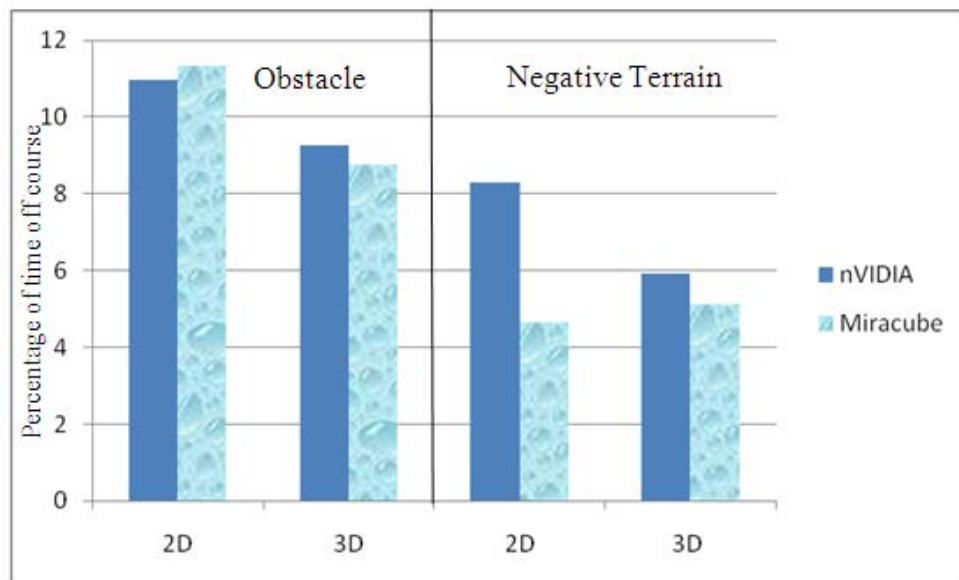 12
10
8
6
4
2
0
Percentage of time off course
Obstacle
Negative Terrain
2D
3D
2D
3D
nVIDIA
Miracube